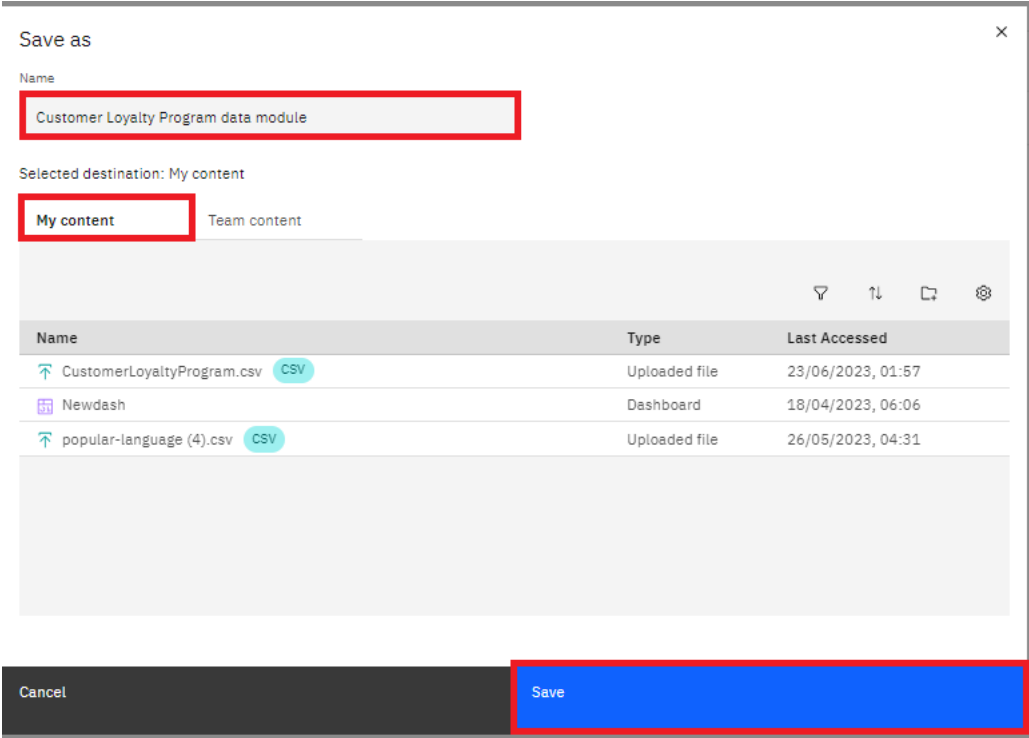 Save as
Name
Customer Loyalty Program data module
Selected destination: My content
My content Team content
Name Type Last Accessed
CustomerLoyaltyProgram.csv CSV Uploaded file 23/06/2023, 01:57
Newdash Dashboard 18/04/2023, 06:06
popular-language (4).csv CSV Uploaded file 26/05/2023, 04:31
Cancel Save